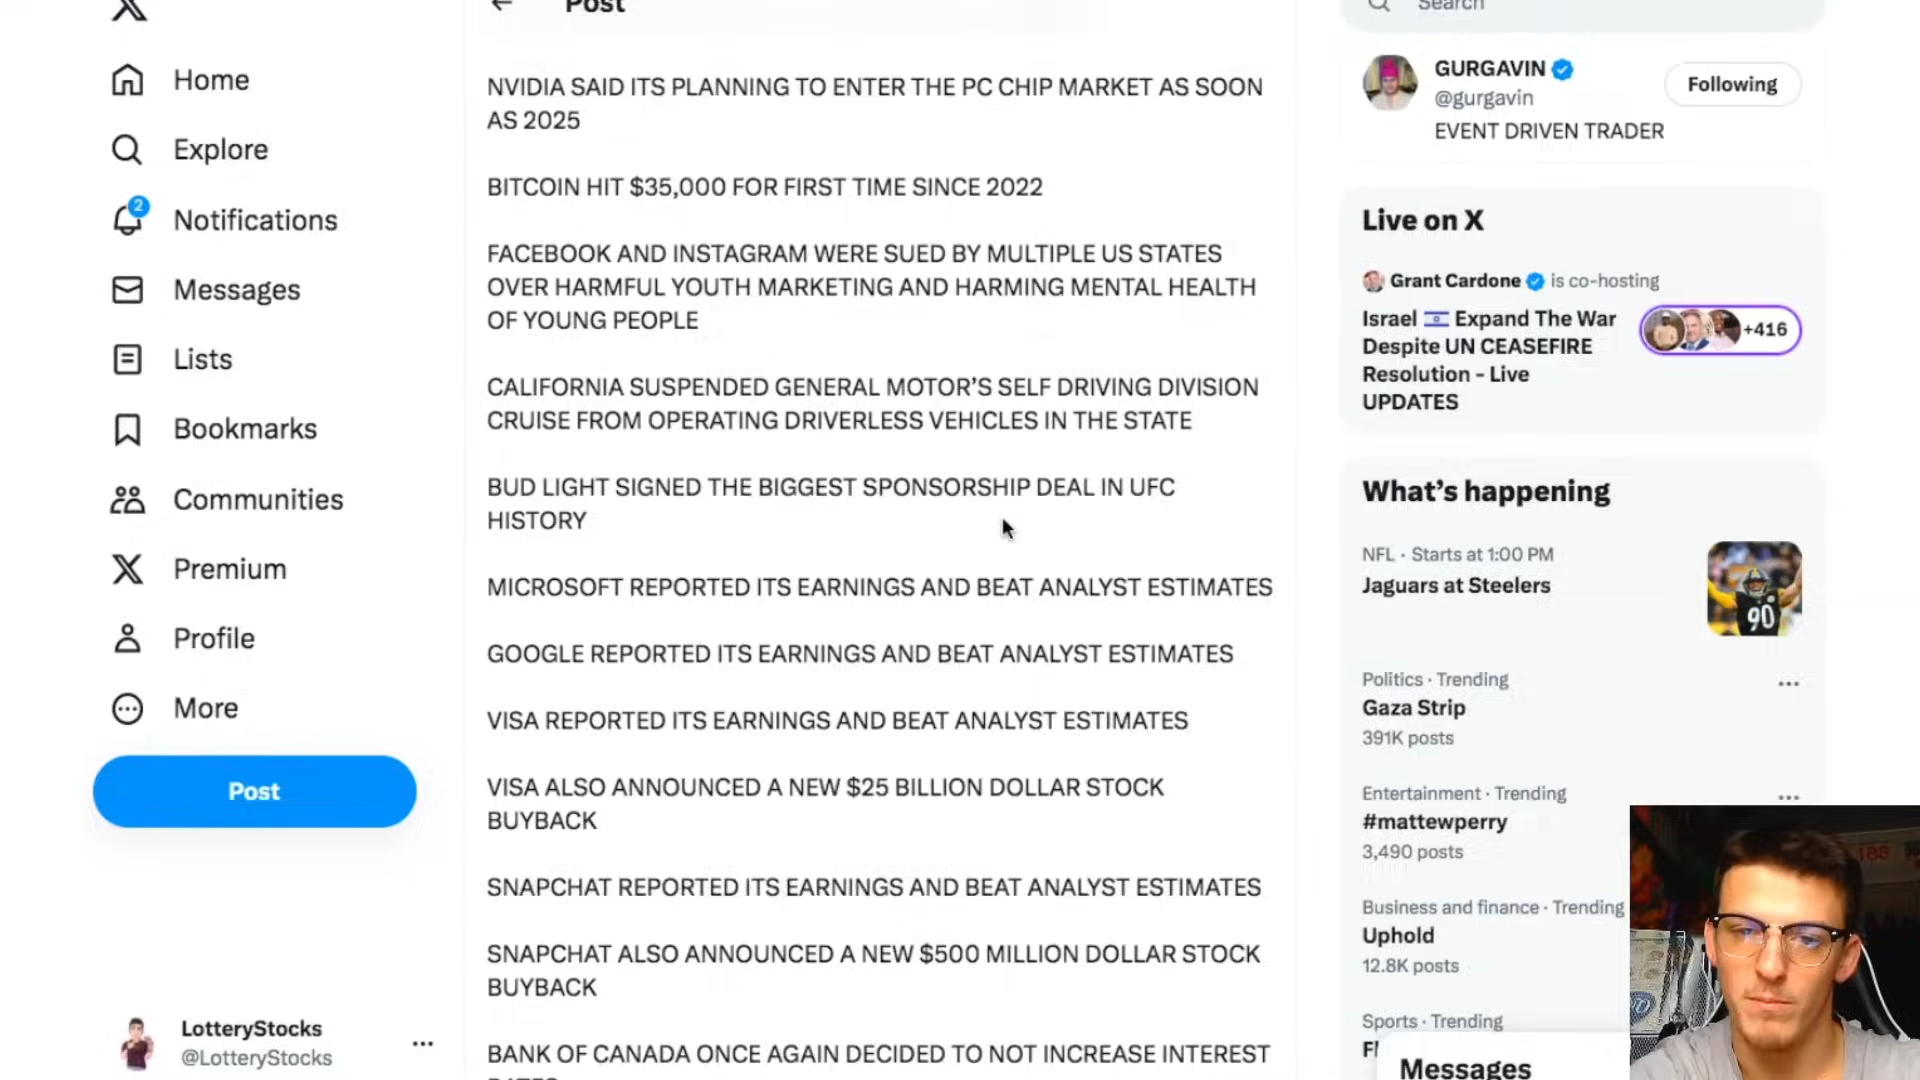 Post
Search
Home
Explore
2
Notifications
Messages
Lists
Bookmarks
Communities
Premium
Profile
More
Post
LotteryStocks
@LotteryStocks
NVIDIA SAID ITS PLANNING TO ENTER THE PC CHIP MARKET AS SOON
AS 2025
BITCOIN HIT $35,000 FOR FIRST TIME SINCE 2022
FACEBOOK AND INSTAGRAM WERE SUED BY MULTIPLE US STATES
OVER HARMFUL YOUTH MARKETING AND HARMING MENTAL HEALTH
OF YOUNG PEOPLE
CALIFORNIA SUSPENDED GENERAL MOTOR’S SELF DRIVING DIVISION
CRUISE FROM OPERATING DRIVERLESS VEHICLES IN THE STATE
BUD LIGHT SIGNED THE BIGGEST SPONSORSHIP DEAL IN UFC
HISTORY
MICROSOFT REPORTED ITS EARNINGS AND BEAT ANALYST ESTIMATES
GOOGLE REPORTED ITS EARNINGS AND BEAT ANALYST ESTIMATES
VISA REPORTED ITS EARNINGS AND BEAT ANALYST ESTIMATES
VISA ALSO ANNOUNCED A NEW $25 BILLION DOLLAR STOCK
BUYBACK
SNAPCHAT REPORTED ITS EARNINGS AND BEAT ANALYST ESTIMATES
SNAPCHAT ALSO ANNOUNCED A NEW $500 MILLION DOLLAR STOCK
BUYBACK
BANK OF CANADA ONCE AGAIN DECIDED TO NOT INCREASE INTEREST
GURGAVIN
@gurgavin
Following
EVENT DRIVEN TRADER
Live on X
Grant Cardone is co-hosting
Israel Expand The War
Despite UN CEASEFIRE
Resolution - Live
UPDATES
+416
What’s happening
NFL · Starts at 1:00 PM
Jaguars at Steelers
90
Politics · Trending
Gaza Strip
391K posts
Entertainment · Trending
#mattewperry
3,490 posts
Business and finance · Trending
Uphold
12.8K posts
Sports · Trending
Messages
188